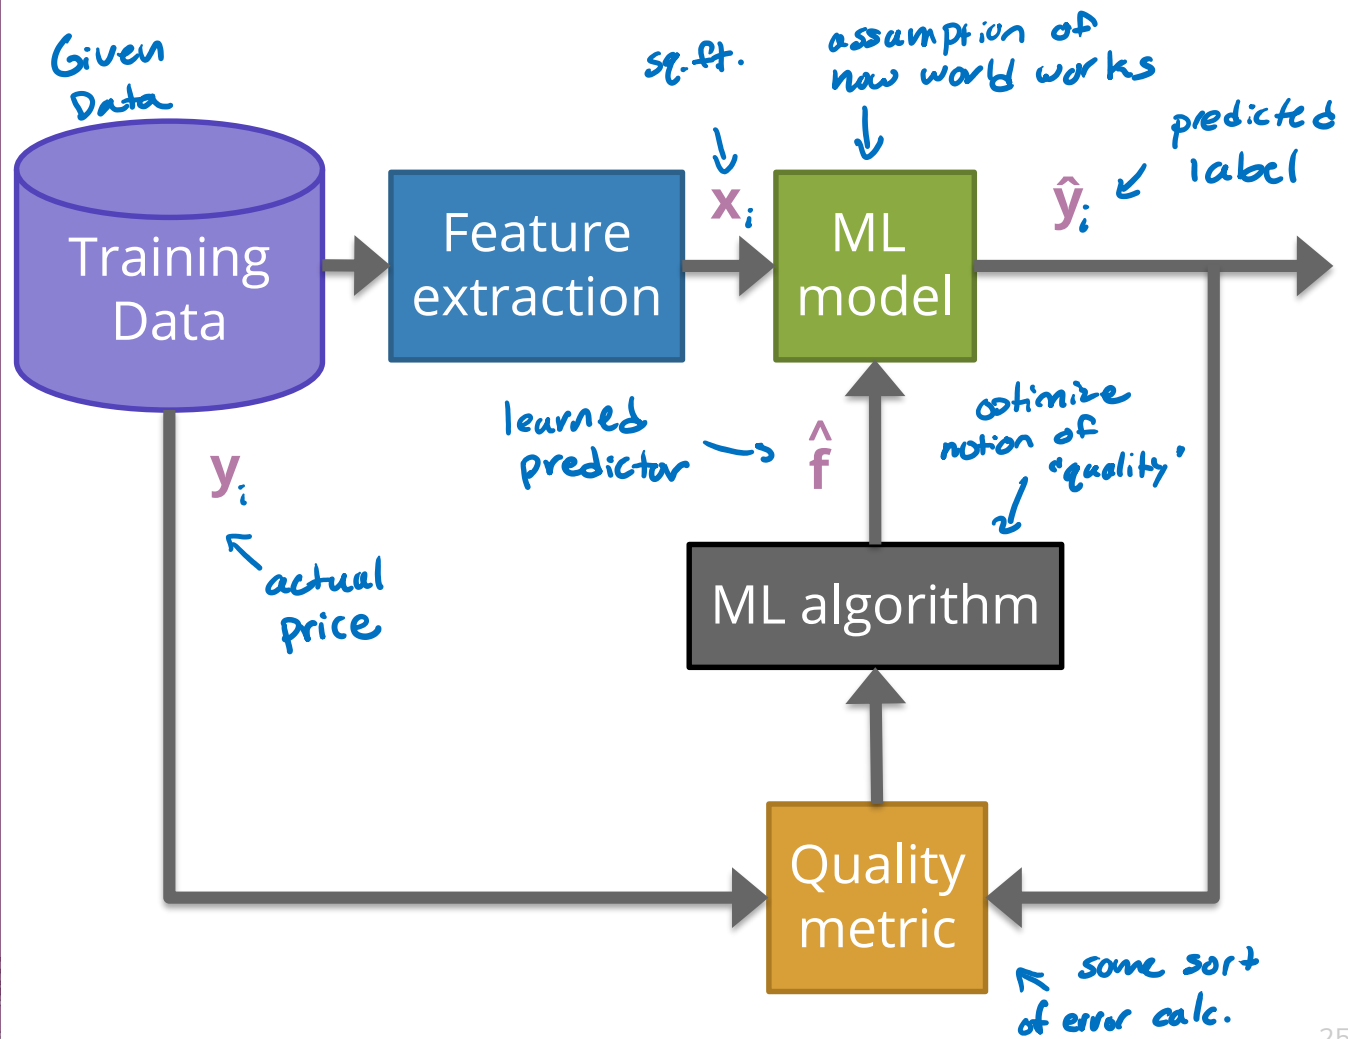 Given
Data
sq.ft.
assumption of
how world works
predicted
label
Training
Data
Feature
extraction
xᵢ
ML
model
ŷᵢ
learned
predictor
f̂
optimize
notion of
"quality"
yᵢ
actual
price
ML algorithm
Quality
metric
some sort
of error calc.
25